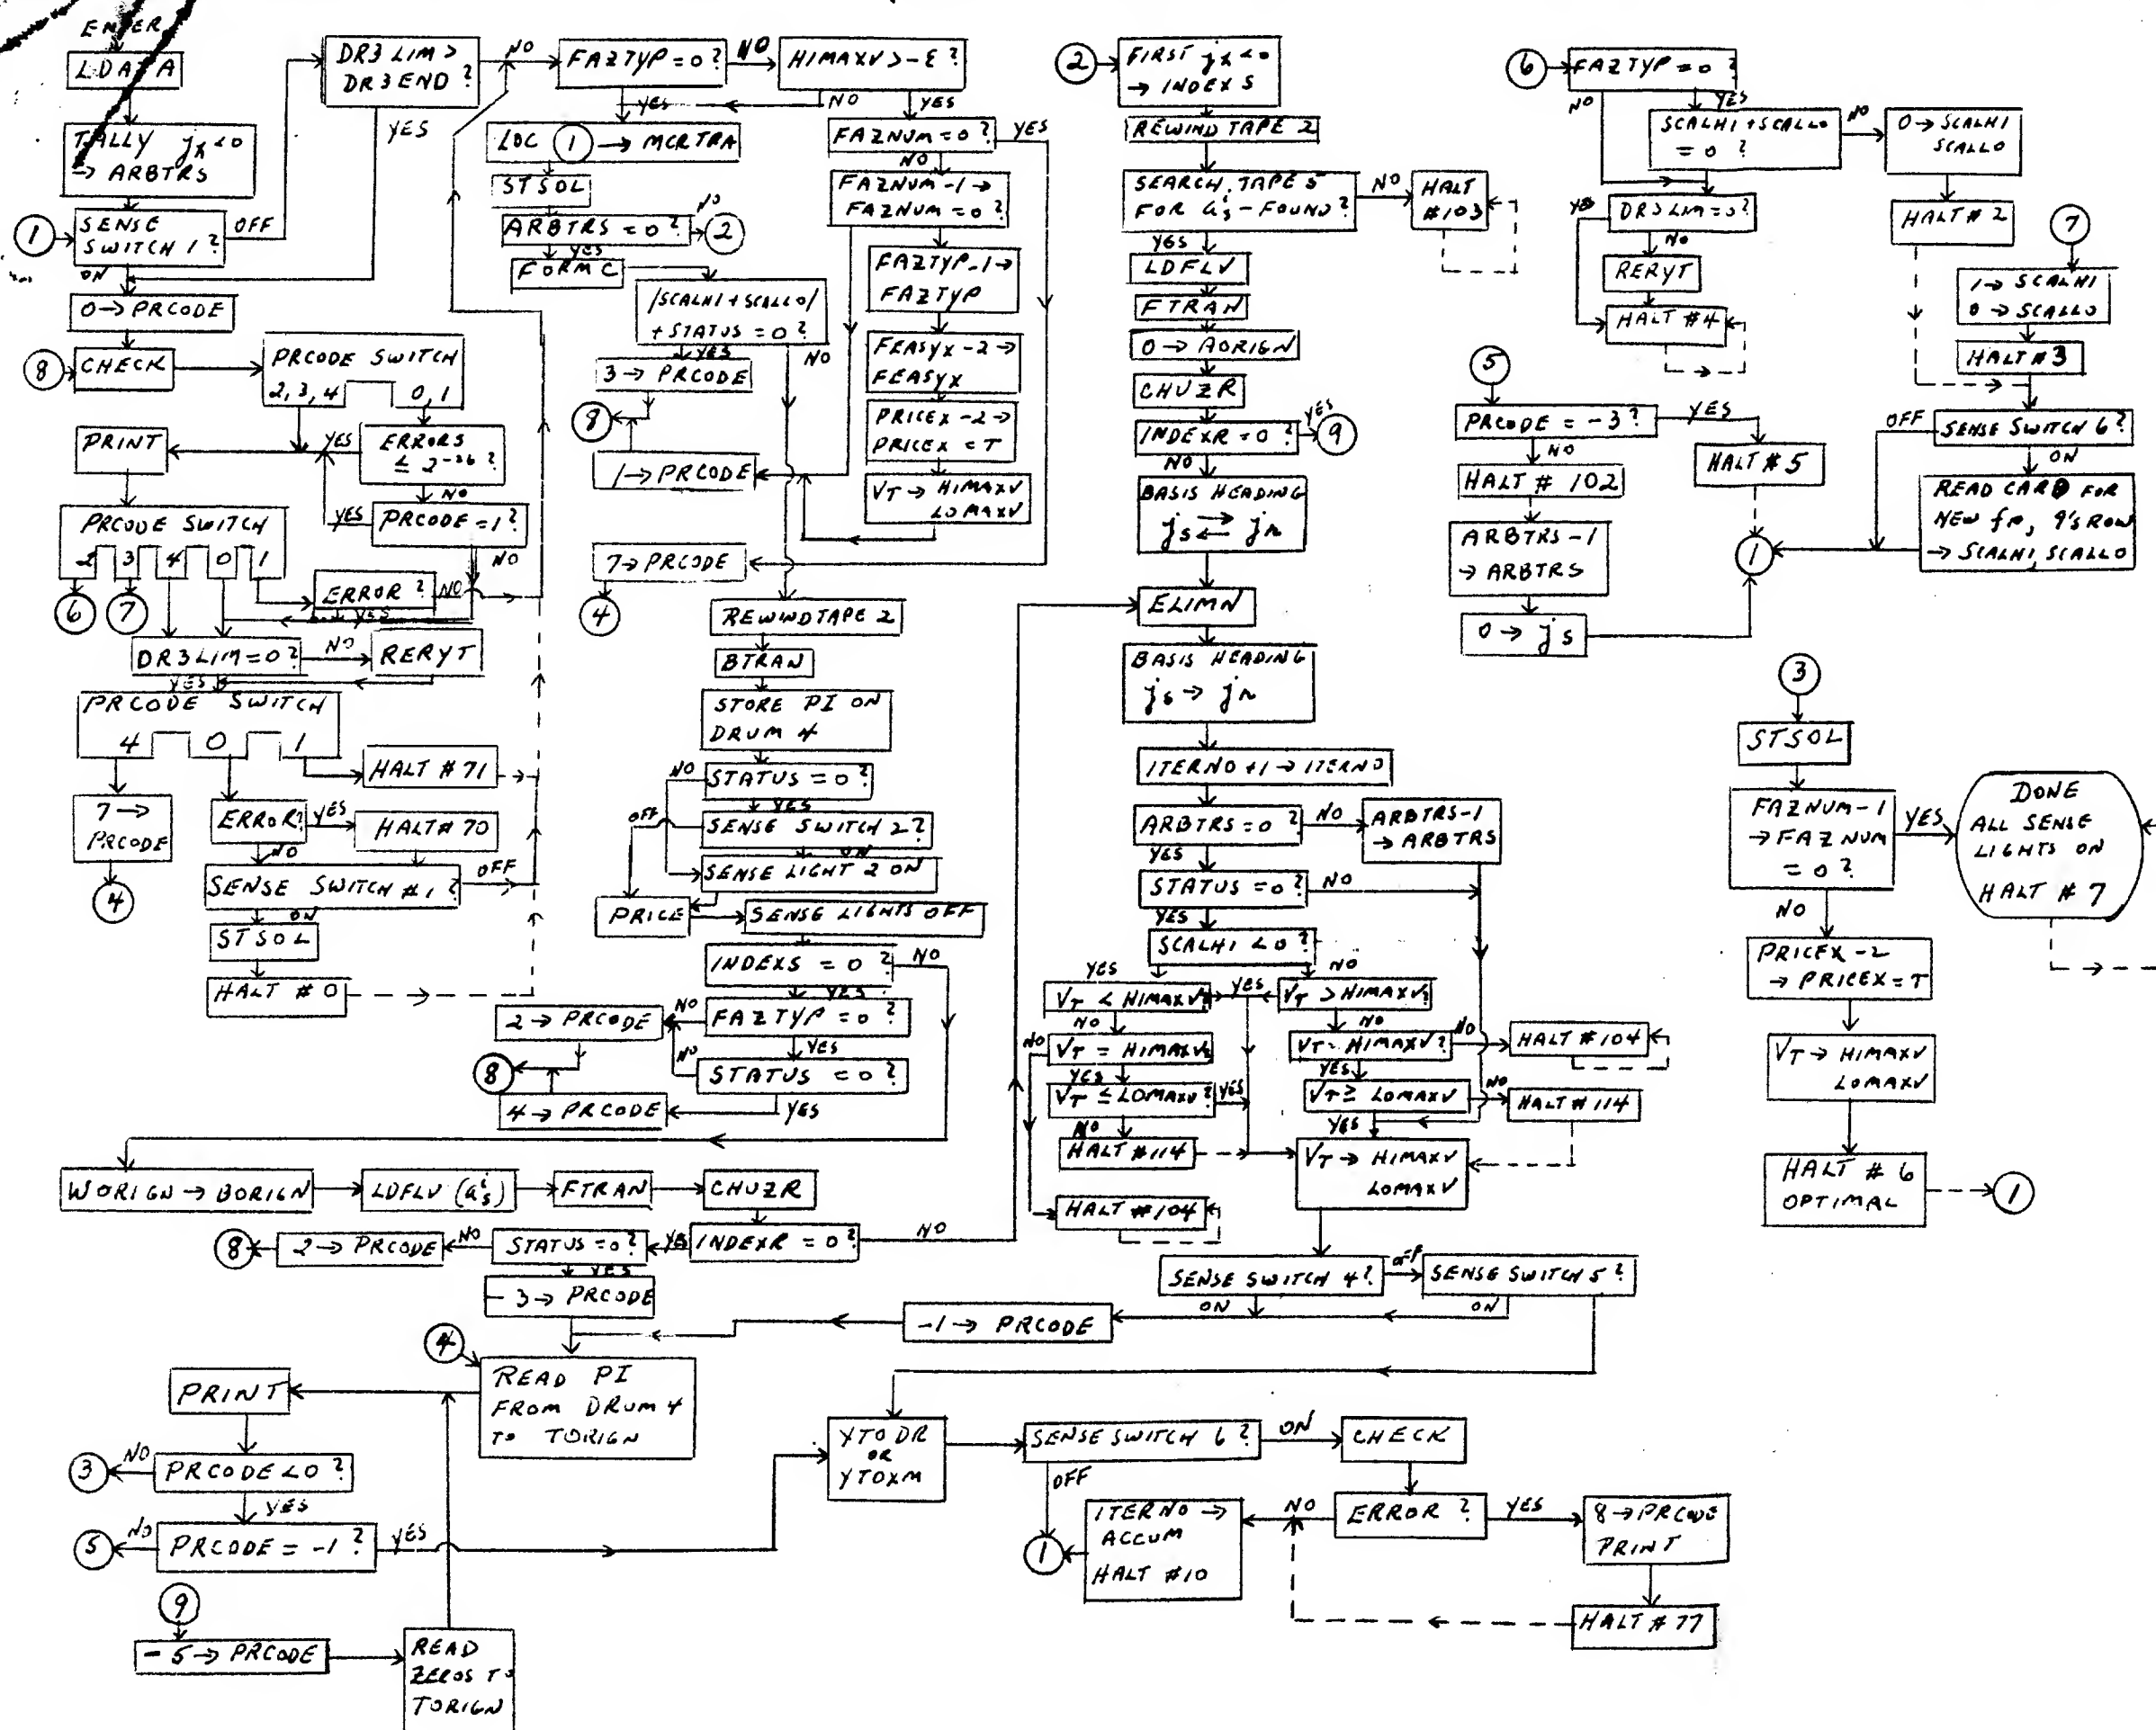 ENTER
LDATA
TALLY jx<0
→ ARBTRS
1
SENSE
SWITCH 1?
OFF
ON
0→PRCODE
8
CHECK
PRCODE SWITCH
2,3,4 0,1
PRINT
YES
ERRORS
≤ 2-26?
NO
YES
PRCODE=1?
NO
PRCODE SWITCH
2 3 4 0 1
6
7
ERROR?
NO
YES
DR3LIM=0?
NO
RERYT
YES
PRCODE SWITCH
4 0 1
HALT #71
7→
PRCODE
4
ERROR?
YES
HALT #70
NO
SENSE SWITCH #1?
OFF
ON
STSOL
HALT #0
DR3LIM>
DR3END?
NO
YES
FAZTYP=0?
NO
HIMAXV>-E?
YES
NO
YES
LOC 1 → MCRTRA
STSOL
ARBTRS=0?
NO
2
YES
FORMC
/SCALHI+SCALLO/
+STATUS=0?
YES
NO
3→PRCODE
8
1→PRCODE
7→PRCODE
4
FAZNUM=0?
YES
NO
FAZNUM-1→
FAZNUM=0?
FAZTYP-1→
FAZTYP
FEASYX-2→
FEASYX
PRICEX-2→
PRICEX=T
VT→HIMAXV
LOMAXV
REWIND TAPE 2
BTRAN
STORE PI ON
DRUM 4
NO
STATUS=0?
YES
OFF
SENSE SWITCH 2?
ON
SENSE LIGHT 2 ON
PRICE
SENSE LIGHTS OFF
INDEXS=0?
NO
YES
2→PRCODE
NO
FAZTYP=0?
YES
8
NO
STATUS=0?
4→PRCODE
YES
WORIGN→BORIGN
LDFLV (ais)
FTRAN
CHUZR
8
2→PRCODE
NO
STATUS=0?
YES
INDEXR=0?
NO
YES
-3→PRCODE
4
READ PI
FROM DRUM 4
TO TORIGN
-1→PRCODE
PRINT
3
NO
PRCODE<0?
YES
5
NO
PRCODE=-1?
YES
9
-5→PRCODE
READ
ZEROS TO
TORIGN
2
FIRST jx<0
→INDEX S
REWIND TAPE 2
SEARCH TAPE 5
FOR ais-FOUND?
NO
HALT
#103
YES
LDFLV
FTRAN
0→AORIGN
CHUZR
INDEXR=0?
YES
9
NO
BASIS HEADING
js⇄jr
ELIMN
BASIS HEADING
js→jr
ITERNO+1→ITERNO
ARBTRS=0?
NO
ARBTRS-1
→ARBTRS
YES
STATUS=0?
NO
YES
SCALHI<0?
YES
NO
VT<HIMAXV?
YES
VT>HIMAXV?
NO
NO
NO
VT=HIMAXV?
VT=HIMAXV?
NO
HALT #104
YES
YES
VT≤LOMAXV?
YES
VT≥LOMAXV
NO
HALT #114
NO
YES
HALT #114
VT→HIMAXV
LOMAXV
HALT #104
SENSE SWITCH 4?
OFF
SENSE SWITCH 5?
ON
ON
YTODR
OR
YTOXM
SENSE SWITCH 6?
ON
CHECK
OFF
1
ITERNO→
ACCUM
HALT #10
NO
ERROR?
YES
8→PRCODE
PRINT
HALT #77
6
FAZTYP=0?
NO
YES
SCALHI+SCALLO
=0?
NO
0→SCALHI
SCALLO
HALT #2
YES
DR3LIM=0?
NO
RERYT
HALT #4
7
1→SCALHI
0→SCALLO
HALT #3
OFF
SENSE SWITCH 6?
ON
READ CARD FOR
NEW fn, 9'S ROW
→SCALHI,SCALLO
5
PRCODE=-3?
YES
NO
HALT #5
HALT #102
1
ARBTRS-1
→ARBTRS
0→js
3
STSOL
FAZNUM-1
→FAZNUM
=0?
YES
DONE
ALL SENSE
LIGHTS ON
HALT #7
NO
PRICEX-2
→PRICEX=T
VT→HIMAXV
LOMAXV
HALT #6
OPTIMAL
1